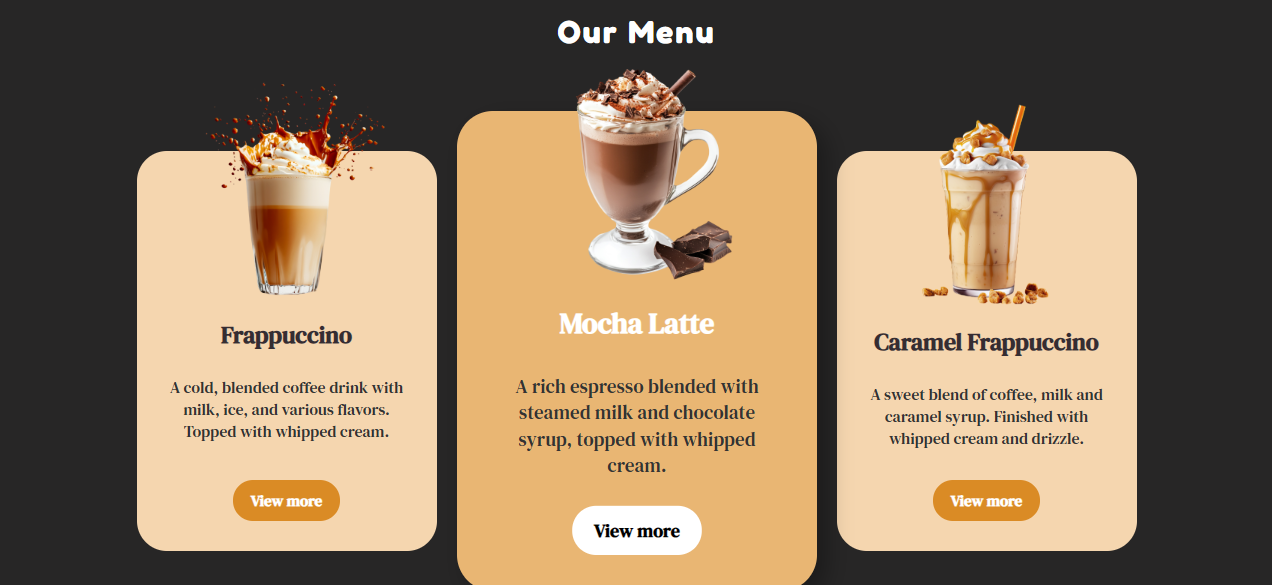 Our Menu
Frappuccino
A cold, blended coffee drink with
milk, ice, and various flavors.
Topped with whipped cream.
View more
Mocha Latte
A rich espresso blended with
steamed milk and chocolate
syrup, topped with whipped
cream.
View more
Caramel Frappuccino
A sweet blend of coffee, milk and
caramel syrup. Finished with
whipped cream and drizzle.
View more